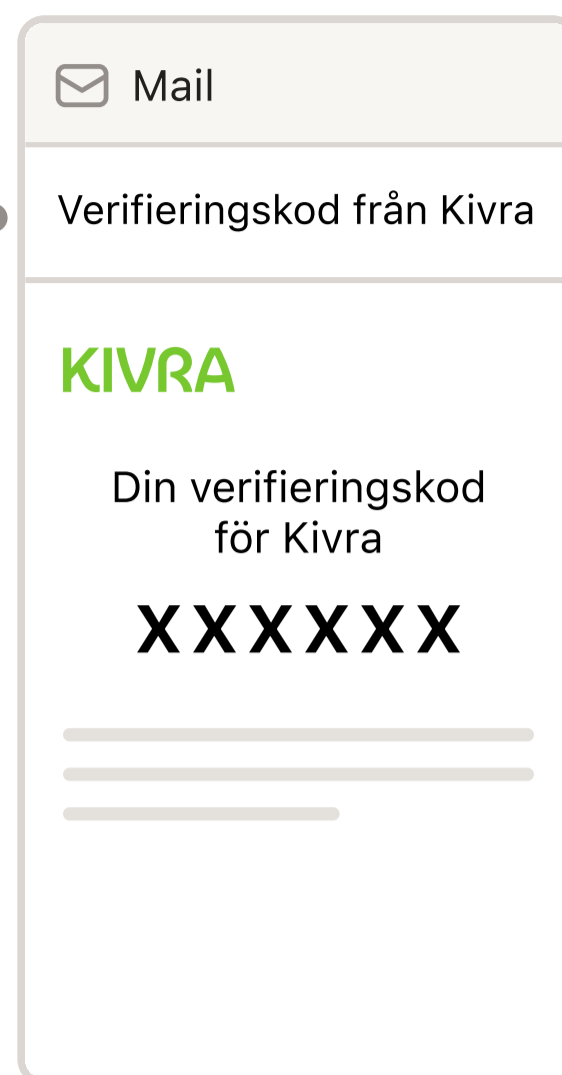 Mail
Verifieringskod från Kivra
KIVRA
Din verifieringskod
för Kivra
XXXXXX